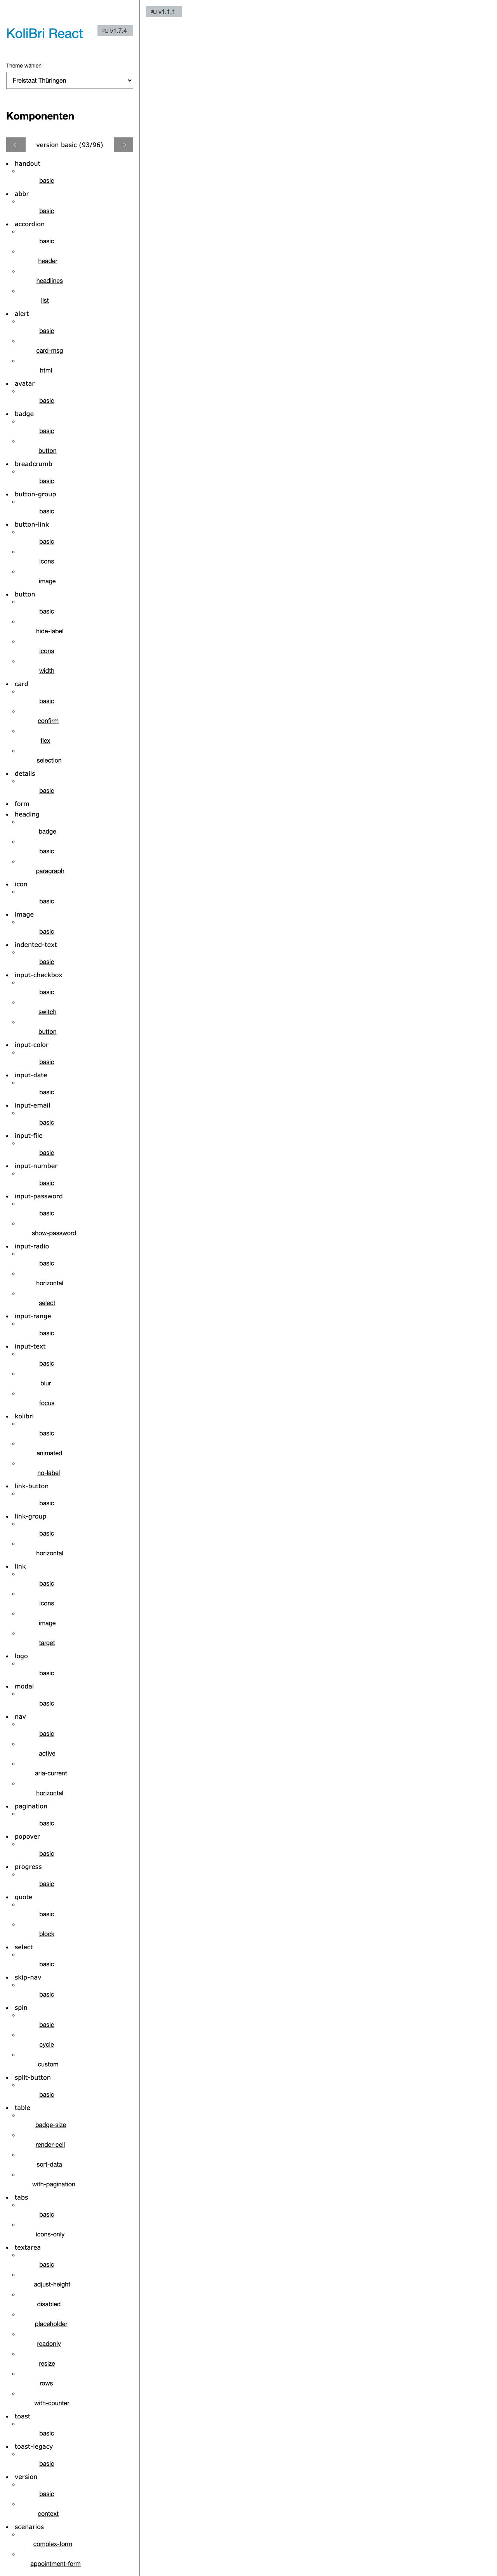 KoliBri React
v1.7.4
v1.1.1
Theme wählen
Freistaat Thüringen
Komponenten
version basic (93/96)
handout
basic
abbr
basic
accordion
basic
header
headlines
list
alert
basic
card-msg
html
avatar
basic
badge
basic
button
breadcrumb
basic
button-group
basic
button-link
basic
icons
image
button
basic
hide-label
icons
width
card
basic
confirm
flex
selection
details
basic
form
heading
badge
basic
paragraph
icon
basic
image
basic
indented-text
basic
input-checkbox
basic
switch
button
input-color
basic
input-date
basic
input-email
basic
input-file
basic
input-number
basic
input-password
basic
show-password
input-radio
basic
horizontal
select
input-range
basic
input-text
basic
blur
focus
kolibri
basic
animated
no-label
link-button
basic
link-group
basic
horizontal
link
basic
icons
image
target
logo
basic
modal
basic
nav
basic
active
aria-current
horizontal
pagination
basic
popover
basic
progress
basic
quote
basic
block
select
basic
skip-nav
basic
spin
basic
cycle
custom
split-button
basic
table
badge-size
render-cell
sort-data
with-pagination
tabs
basic
icons-only
textarea
basic
adjust-height
disabled
placeholder
readonly
resize
rows
with-counter
toast
basic
toast-legacy
basic
version
basic
context
scenarios
complex-form
appointment-form